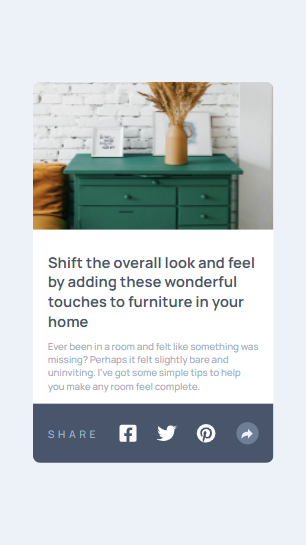 Shift the overall look and feel
by adding these wonderful
touches to furniture in your
home
Ever been in a room and felt like something was
missing? Perhaps it felt slightly bare and
uninviting. I've got some simple tips to help
you make any room feel complete.
SHARE